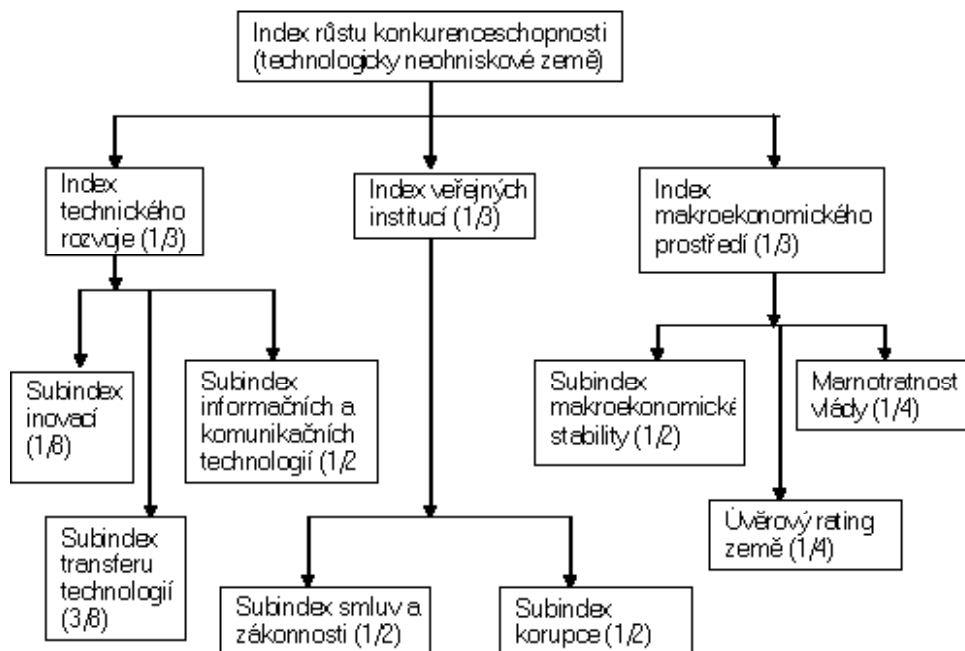 Index růstu konkurenceschopnosti
(technologicky neohniskové země)
Index
technického
rozvoje (1/3)
Index veřejných
institucí (1/3)
Index
makroekonomického
prostředí (1/3)
Subindex
inovací
(1/8)
Subindex
informačních a
komunikačních
technologií (1/2
Subindex
makroekonomické
stability (1/2)
Marnotratnost
vlády (1/4)
Subindex
transferu
technologií
(3/8)
Úvěrový rating
země (1/4)
Subindex smluv a
zákonnosti (1/2)
Subindex
korupce (1/2)